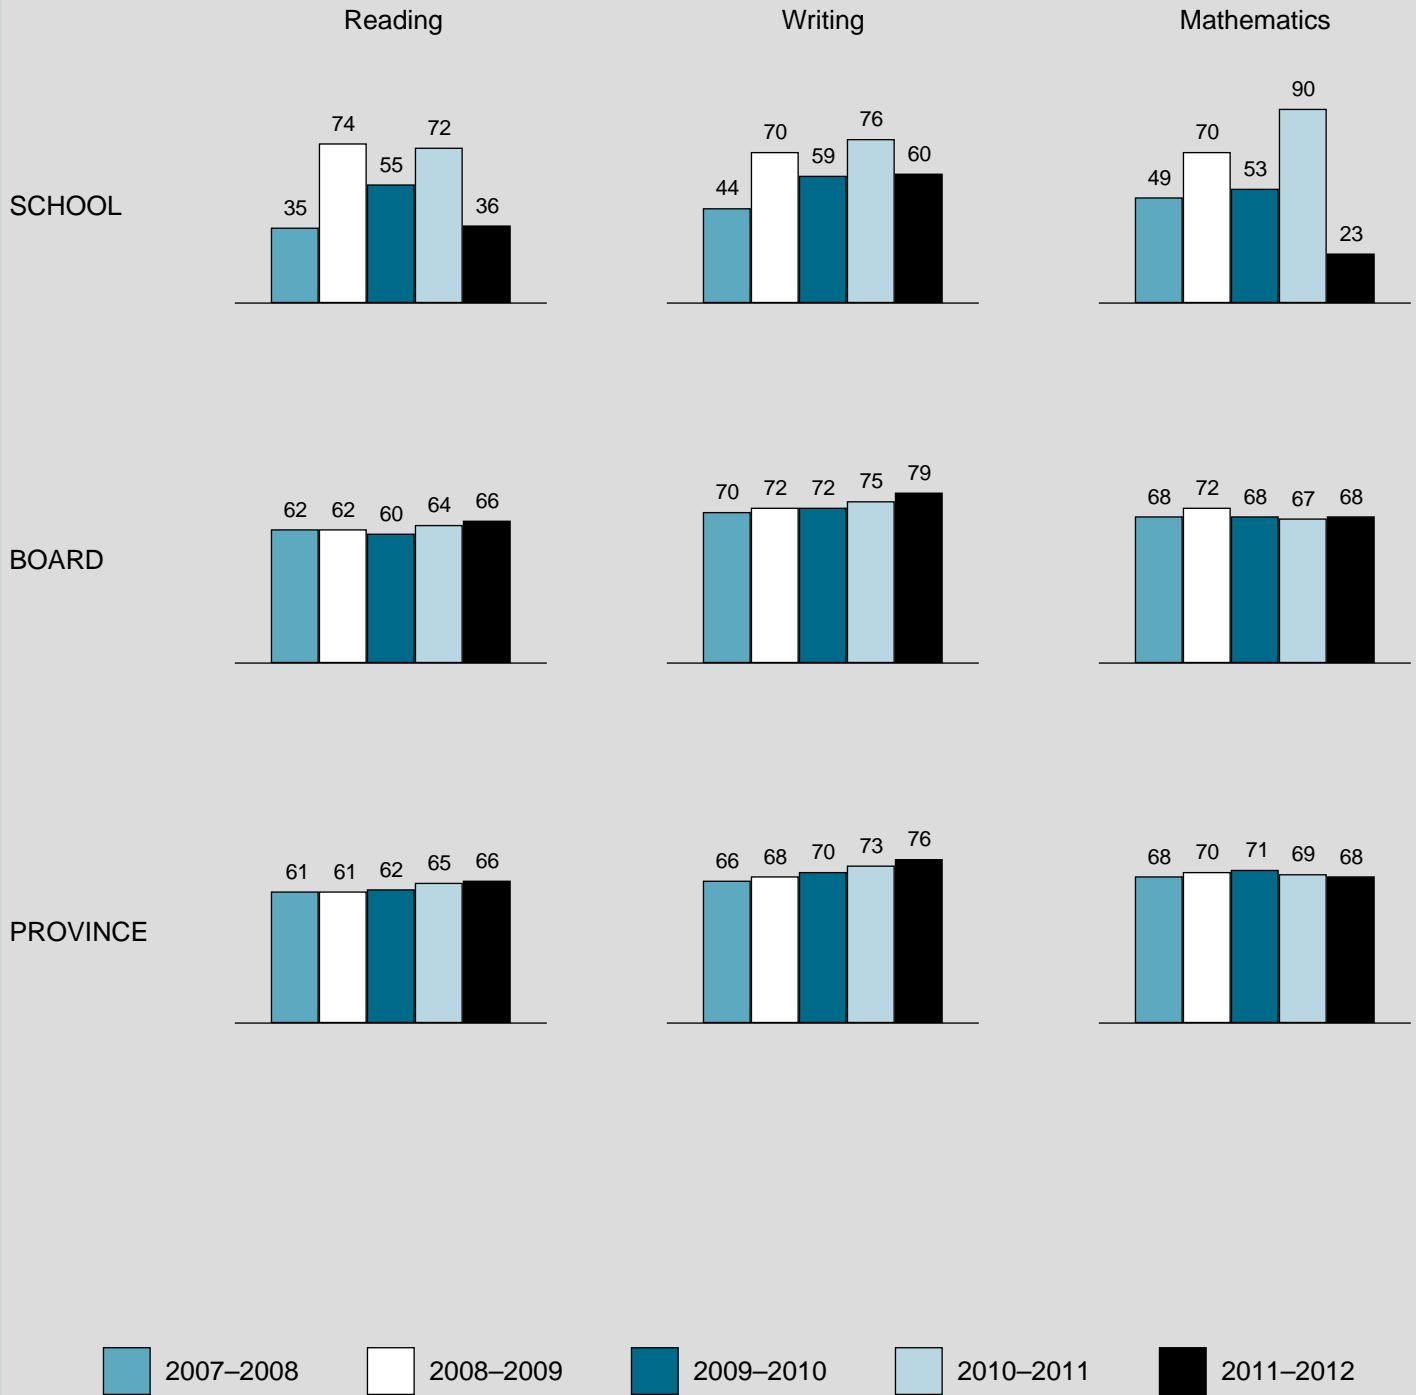 Reading Writing Mathematics
SCHOOL
35 74 55 72 36
44 70 59 76 60
49 70 53 90 23
BOARD
62 62 60 64 66
70 72 72 75 79
68 72 68 67 68
PROVINCE
61 61 62 65 66
66 68 70 73 76
68 70 71 69 68
2007–2008 2008–2009 2009–2010 2010–2011 2011–2012